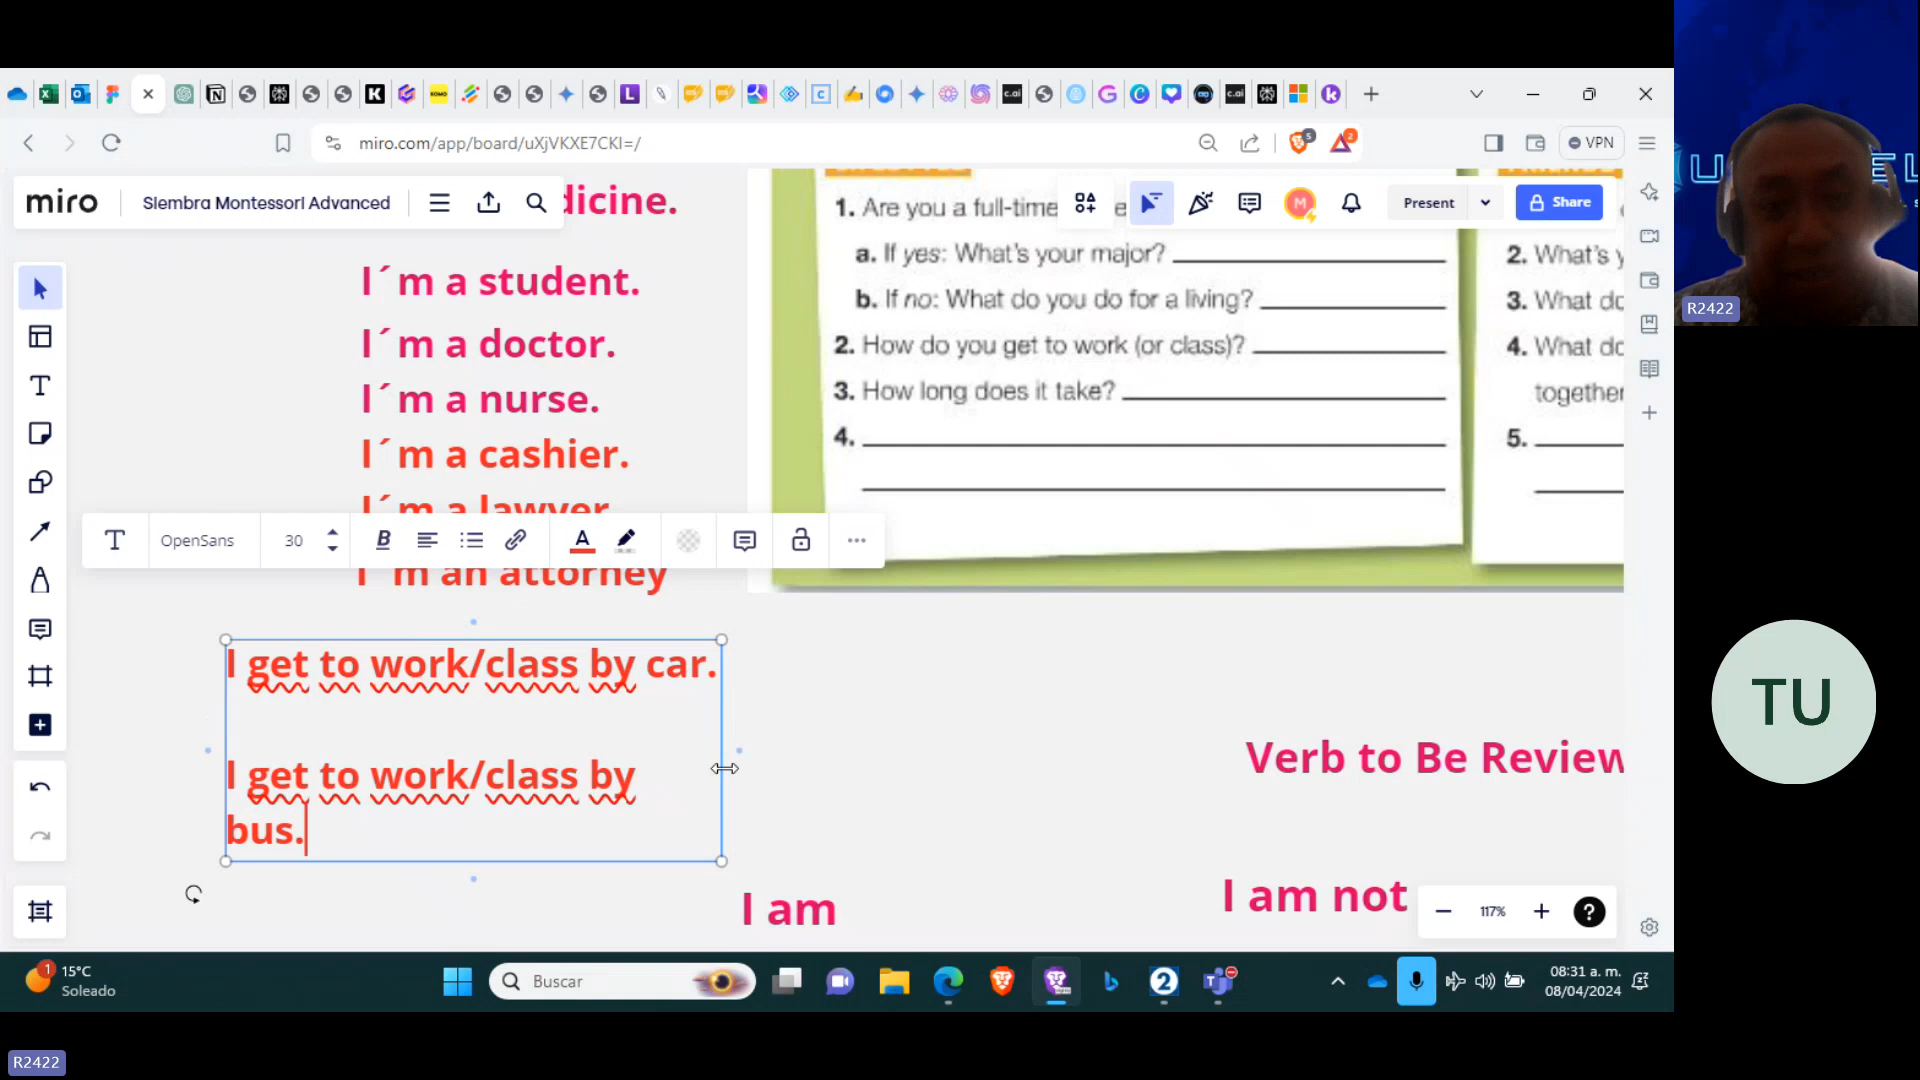 miro.com/app/board/uXjVKXE7CKI=/
VPN
miro
Siembra Montessori Advanced
dicine.
Present
Share
I´m a student.
I´m a doctor.
I´m a nurse.
I´m a cashier.
I´m a lawyer
I´m an attorney
1. Are you a full-time
a. If yes: What's your major?
b. If no: What do you do for a living?
2. How do you get to work (or class)?
3. How long does it take?
4.
2. What's y
3. What do
4. What do
together
5.
OpenSans
30
I get to work/class by car.
I get to work/class by
bus.
Verb to Be Review
I am
I am not
117%
15°C
Soleado
Buscar
08:31 a. m.
08/04/2024
R2422
TU
R2422